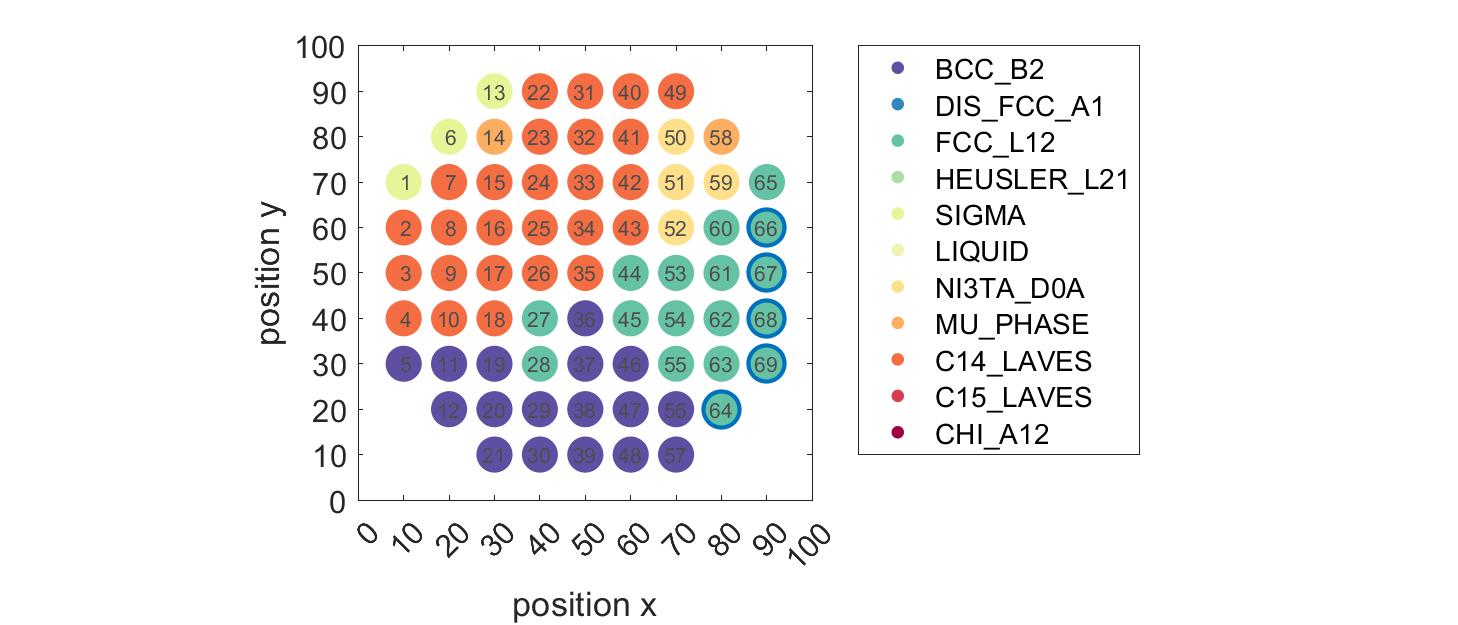 100
90 13 22 31 40 49
80 6 14 23 32 41 50 58
70 1 7 15 24 33 42 51 59 65
60 2 8 16 25 34 43 52 60 66
50 3 9 17 26 35 44 53 61 67
40 4 10 18 27 36 45 54 62 68
30 5 11 19 28 37 46 55 63 69
20 12 20 29 38 47 56 64
10 21 30 39 48 57
0
position y
0 10 20 30 40 50 60 70 80 90 100
position x
BCC_B2
DIS_FCC_A1
FCC_L12
HEUSLER_L21
SIGMA
LIQUID
NI3TA_D0A
MU_PHASE
C14_LAVES
C15_LAVES
CHI_A12